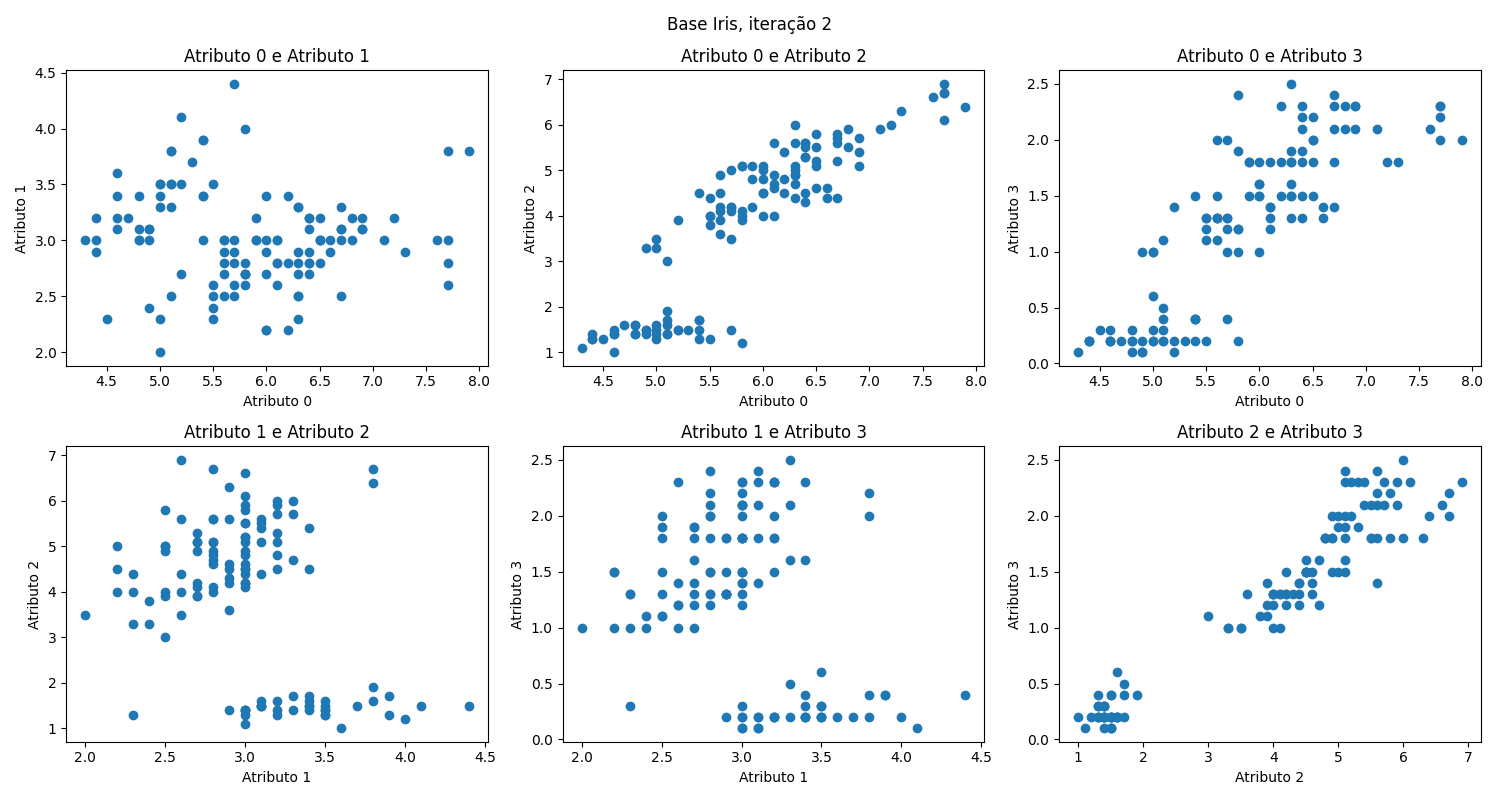 Base Iris, iteração 2
Atributo 0 e Atributo 1
4.5
4.0
3.5
3.0
2.5
2.0
Atributo 1
4.5 5.0 5.5 6.0 6.5 7.0 7.5 8.0
Atributo 0
Atributo 0 e Atributo 2
7
6
5
4
3
2
1
Atributo 2
4.5 5.0 5.5 6.0 6.5 7.0 7.5 8.0
Atributo 0
Atributo 0 e Atributo 3
2.5
2.0
1.5
1.0
0.5
0.0
Atributo 3
4.5 5.0 5.5 6.0 6.5 7.0 7.5 8.0
Atributo 0
Atributo 1 e Atributo 2
7
6
5
4
3
2
1
Atributo 2
2.0 2.5 3.0 3.5 4.0 4.5
Atributo 1
Atributo 1 e Atributo 3
2.5
2.0
1.5
1.0
0.5
0.0
Atributo 3
2.0 2.5 3.0 3.5 4.0 4.5
Atributo 1
Atributo 2 e Atributo 3
2.5
2.0
1.5
1.0
0.5
0.0
Atributo 3
1 2 3 4 5 6 7
Atributo 2